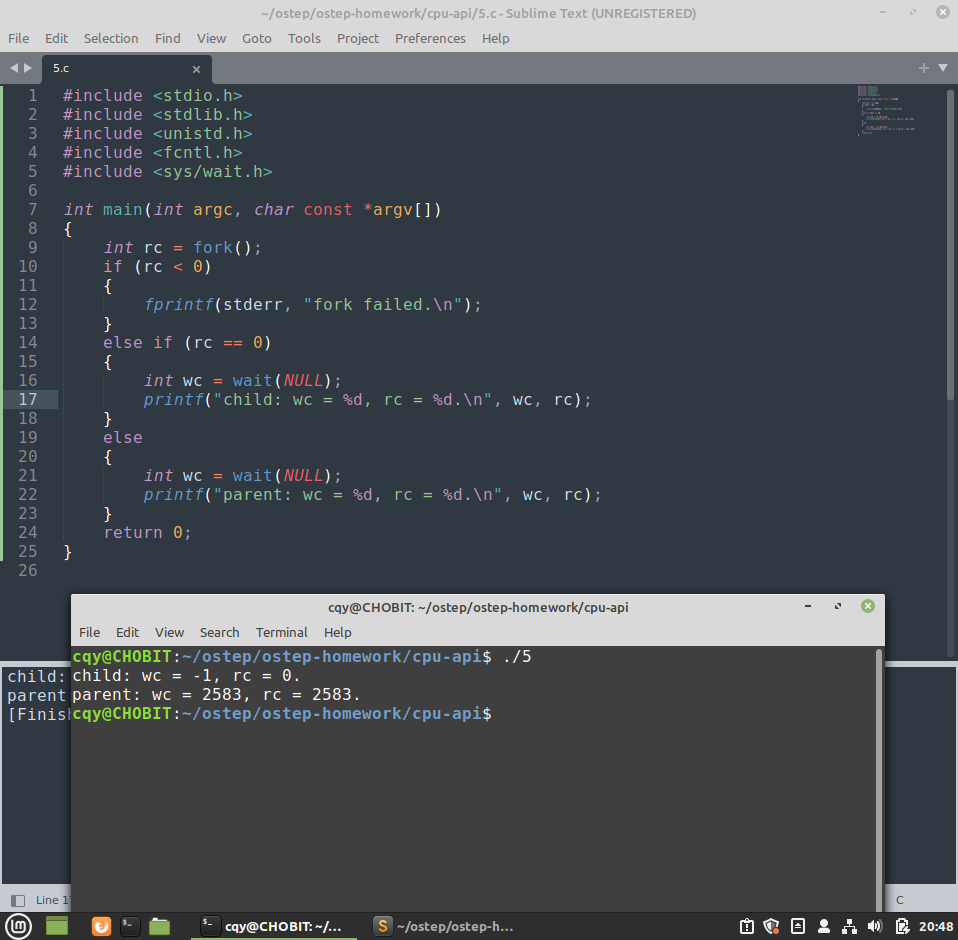 ~/ostep/ostep-homework/cpu-api/5.c - Sublime Text (UNREGISTERED)
File Edit Selection Find View Goto Tools Project Preferences Help
5.c
1 #include <stdio.h>
2 #include <stdlib.h>
3 #include <unistd.h>
4 #include <fcntl.h>
5 #include <sys/wait.h>
6
7 int main(int argc, char const *argv[])
8 {
9     int rc = fork();
10     if (rc < 0)
11     {
12         fprintf(stderr, "fork failed.\n");
13     }
14     else if (rc == 0)
15     {
16         int wc = wait(NULL);
17         printf("child: wc = %d, rc = %d.\n", wc, rc);
18     }
19     else
20     {
21         int wc = wait(NULL);
22         printf("parent: wc = %d, rc = %d.\n", wc, rc);
23     }
24     return 0;
25 }
26
cqy@CHOBIT: ~/ostep/ostep-homework/cpu-api
File Edit View Search Terminal Help
cqy@CHOBIT:~/ostep/ostep-homework/cpu-api$ ./5
child: wc = -1, rc = 0.
parent: wc = 2583, rc = 2583.
cqy@CHOBIT:~/ostep/ostep-homework/cpu-api$
child:
parent
[Finis
Line 1
C
cqy@CHOBIT: ~/...
~/ostep/ostep-h...
20:48